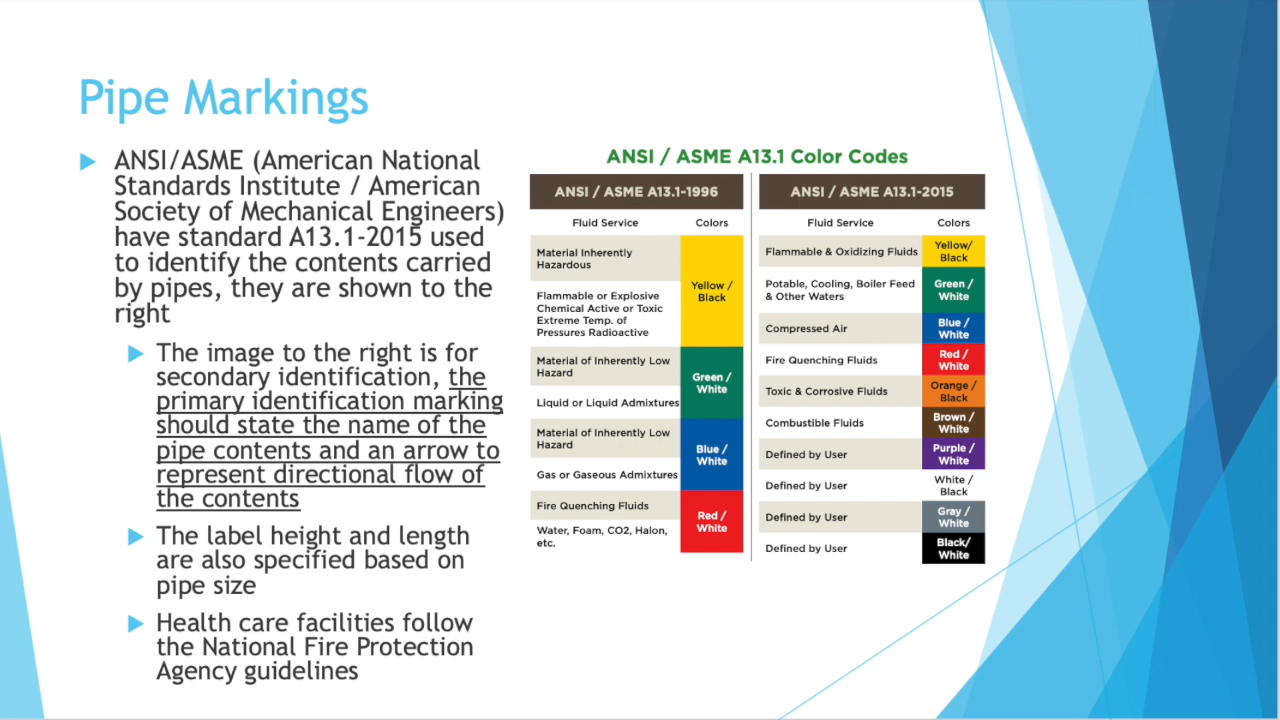 Pipe Markings
ANSI/ASME (American National
Standards Institute / American
Society of Mechanical Engineers)
have standard A13.1-2015 used
to identify the contents carried
by pipes, they are shown to the
right
The image to the right is for
secondary identification, the
primary identification marking
should state the name of the
pipe contents and an arrow to
represent directional flow of
the contents
The label height and length
are also specified based on
pipe size
Health care facilities follow
the National Fire Protection
Agency guidelines
ANSI / ASME A13.1 Color Codes
ANSI / ASME A13.1-1996
Fluid Service Colors
Material Inherently
Hazardous
Flammable or Explosive
Chemical Active or Toxic
Extreme Temp. of
Pressures Radioactive
Yellow /
Black
Material of Inherently Low
Hazard
Liquid or Liquid Admixtures
Green /
White
Material of Inherently Low
Hazard
Gas or Gaseous Admixtures
Blue /
White
Fire Quenching Fluids
Water, Foam, CO2, Halon,
etc.
Red /
White
ANSI / ASME A13.1-2015
Fluid Service Colors
Flammable & Oxidizing Fluids
Yellow/
Black
Potable, Cooling, Boiler Feed
& Other Waters
Green /
White
Compressed Air
Blue /
White
Fire Quenching Fluids
Red /
White
Toxic & Corrosive Fluids
Orange /
Black
Combustible Fluids
Brown /
White
Defined by User
Purple /
White
Defined by User
White /
Black
Defined by User
Gray /
White
Defined by User
Black/
White